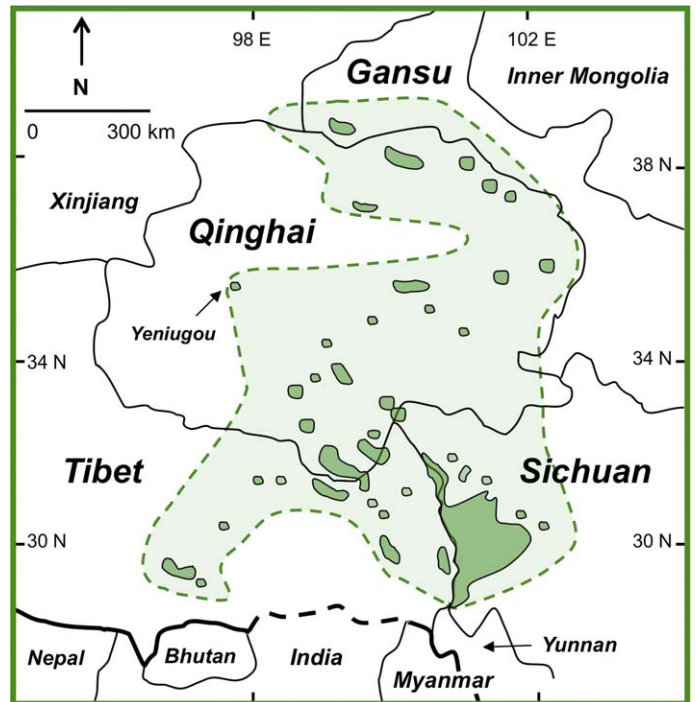 98 E
102 E
N
Gansu
Inner Mongolia
0 300 km
38 N
Xinjiang
Qinghai
Yeniugou
34 N
34 N
Tibet
Sichuan
30 N
30 N
Nepal
Bhutan
India
Yunnan
Myanmar